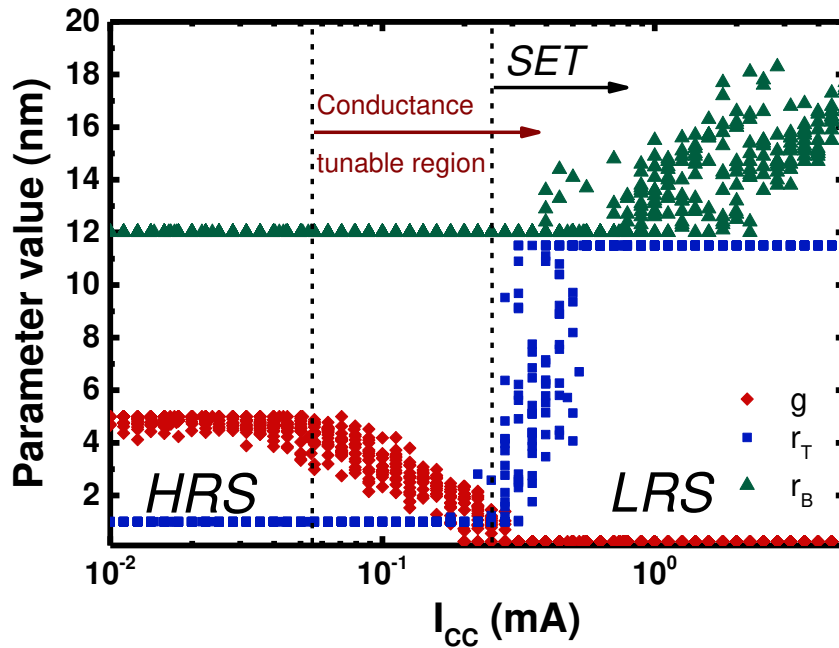 20
18
16
14
12
10
8
6
4
2
Parameter value (nm)
SET
Conductance
tunable region
HRS
LRS
g
r_T
r_B
10^-2
10^-1
10^0
I_CC (mA)